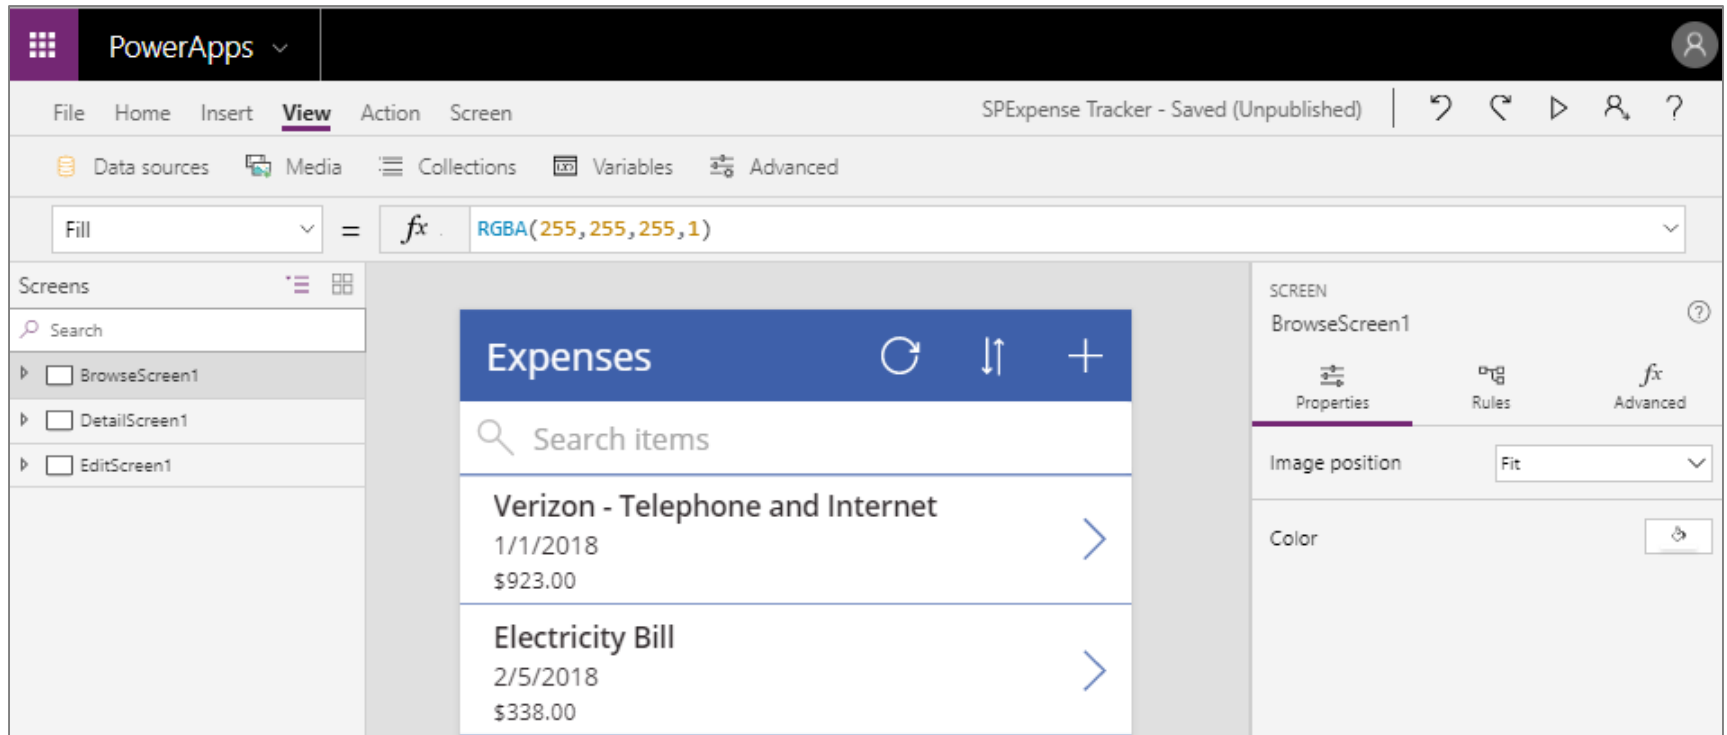 PowerApps
File Home Insert View Action Screen SPExpense Tracker - Saved (Unpublished) ?
Data sources Media Collections Variables Advanced
Fill = fx RGBA(255,255,255,1)
Screens
Search
BrowseScreen1
DetailScreen1
EditScreen1
Expenses
Search items
Verizon - Telephone and Internet
1/1/2018
$923.00
Electricity Bill
2/5/2018
$338.00
SCREEN
BrowseScreen1 ?
fx
Properties Rules Advanced
Image position Fit
Color